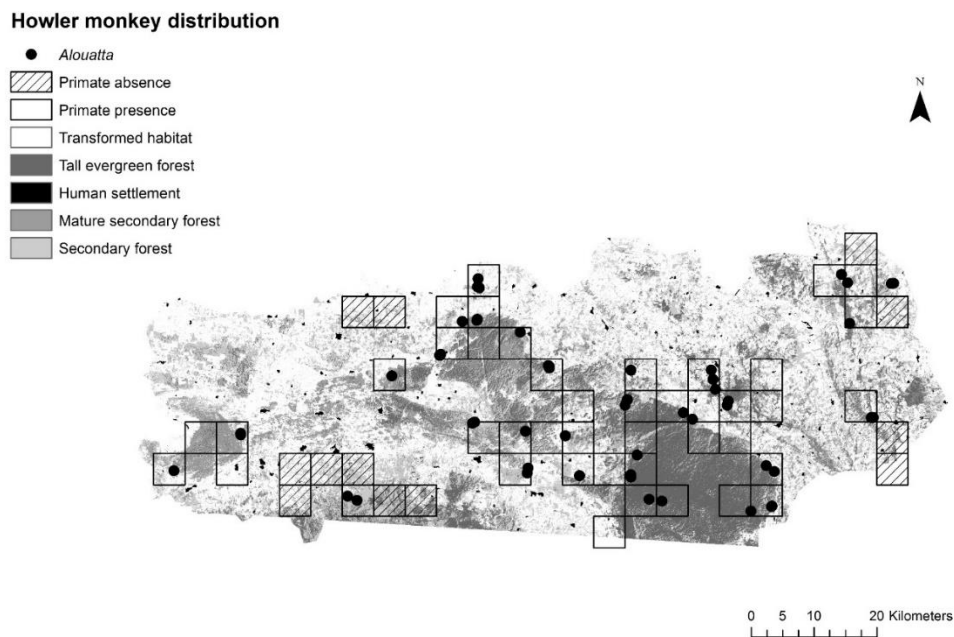 Howler monkey distribution
Alouatta
Primate absence
Primate presence
Transformed habitat
Tall evergreen forest
Human settlement
Mature secondary forest
Secondary forest
N
0 5 10 20 Kilometers